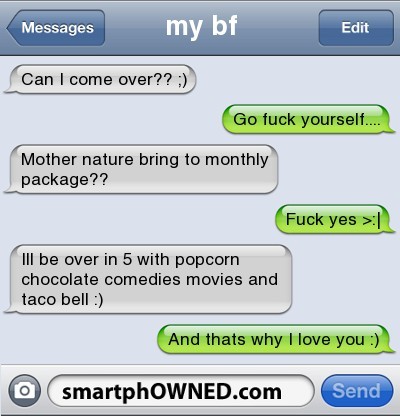 Messages
my bf
Edit
Can I come over?? ;)
Go fuck yourself....
Mother nature bring to monthly
package??
Fuck yes >:|
Ill be over in 5 with popcorn
chocolate comedies movies and
taco bell :)
And thats why I love you :)
smartphOWNED.com
Send